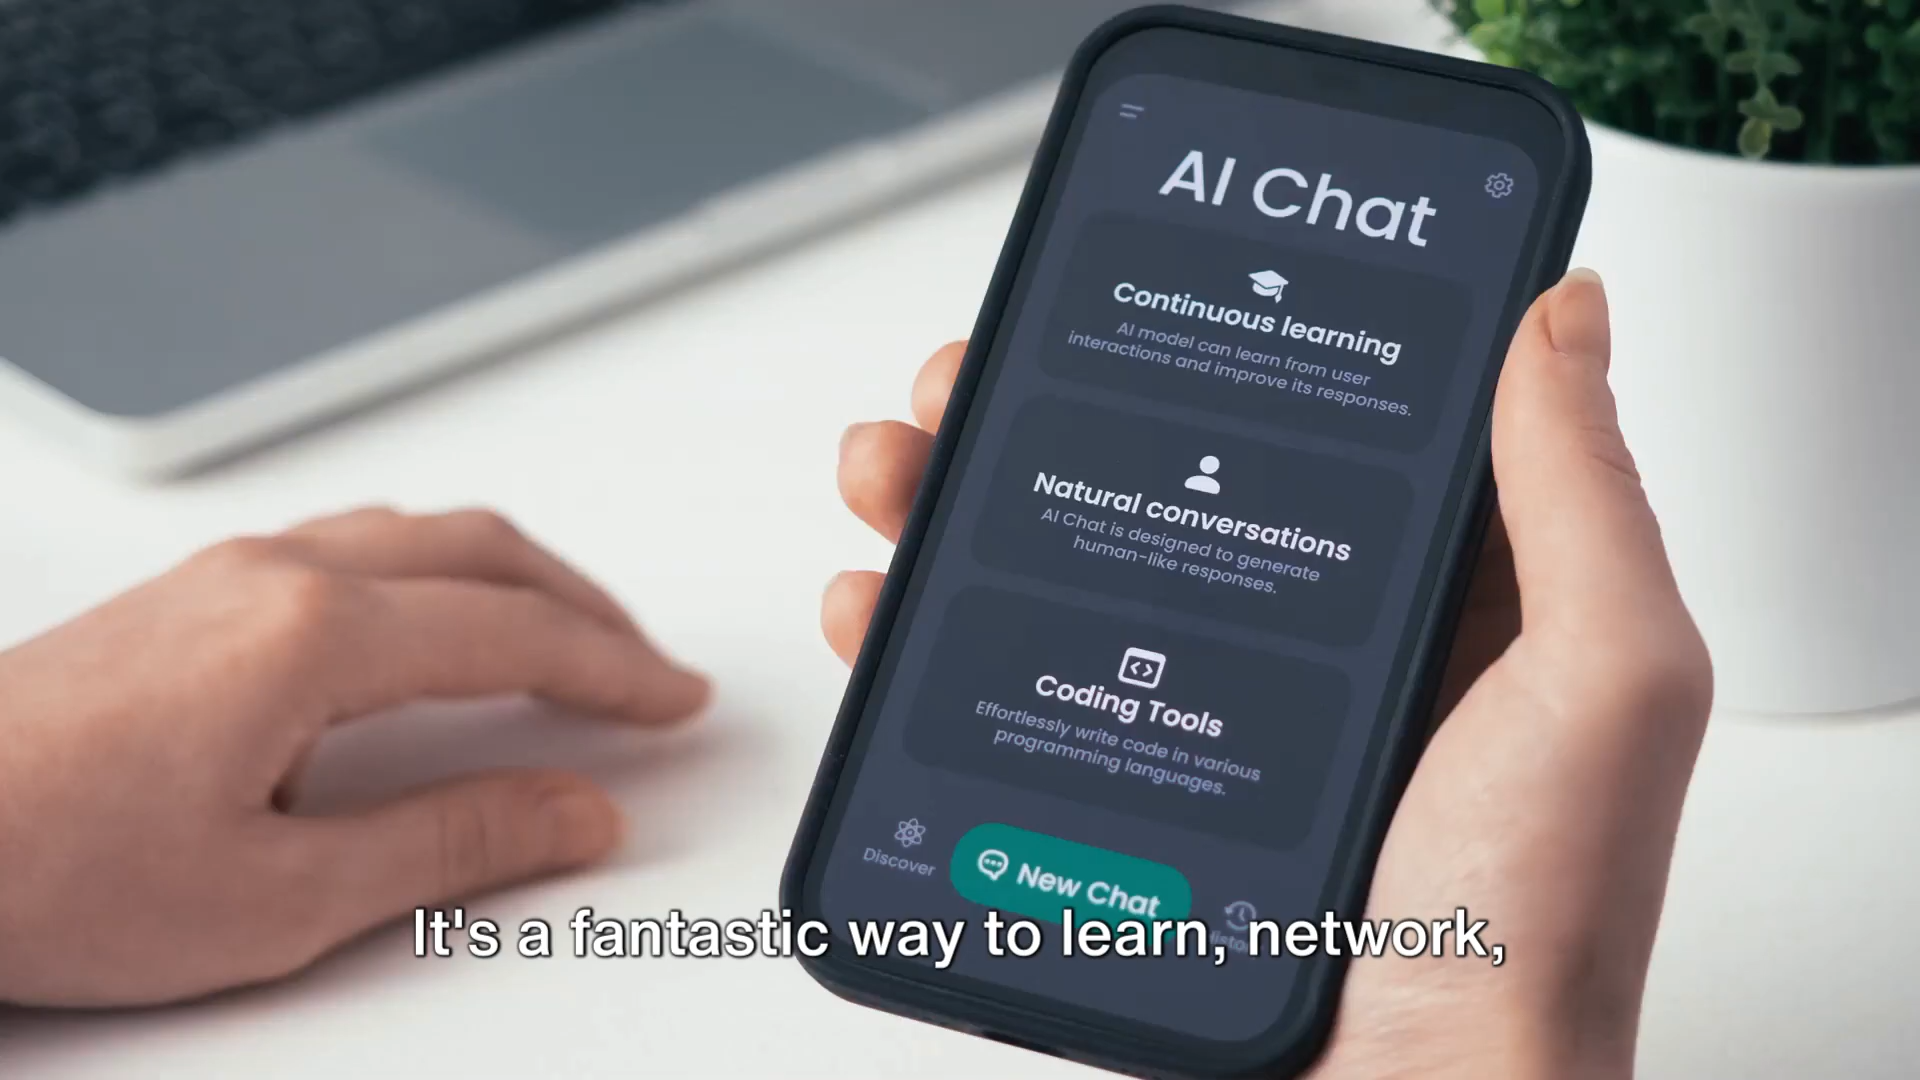 AI Chat
Continuous learning
AI model can learn from user
interactions and improve its responses.
Natural conversations
AI Chat is designed to generate
human-like responses.
Coding Tools
Effortlessly write code in various
programming languages.
Discover
New Chat
It's a fantastic way to learn, network,